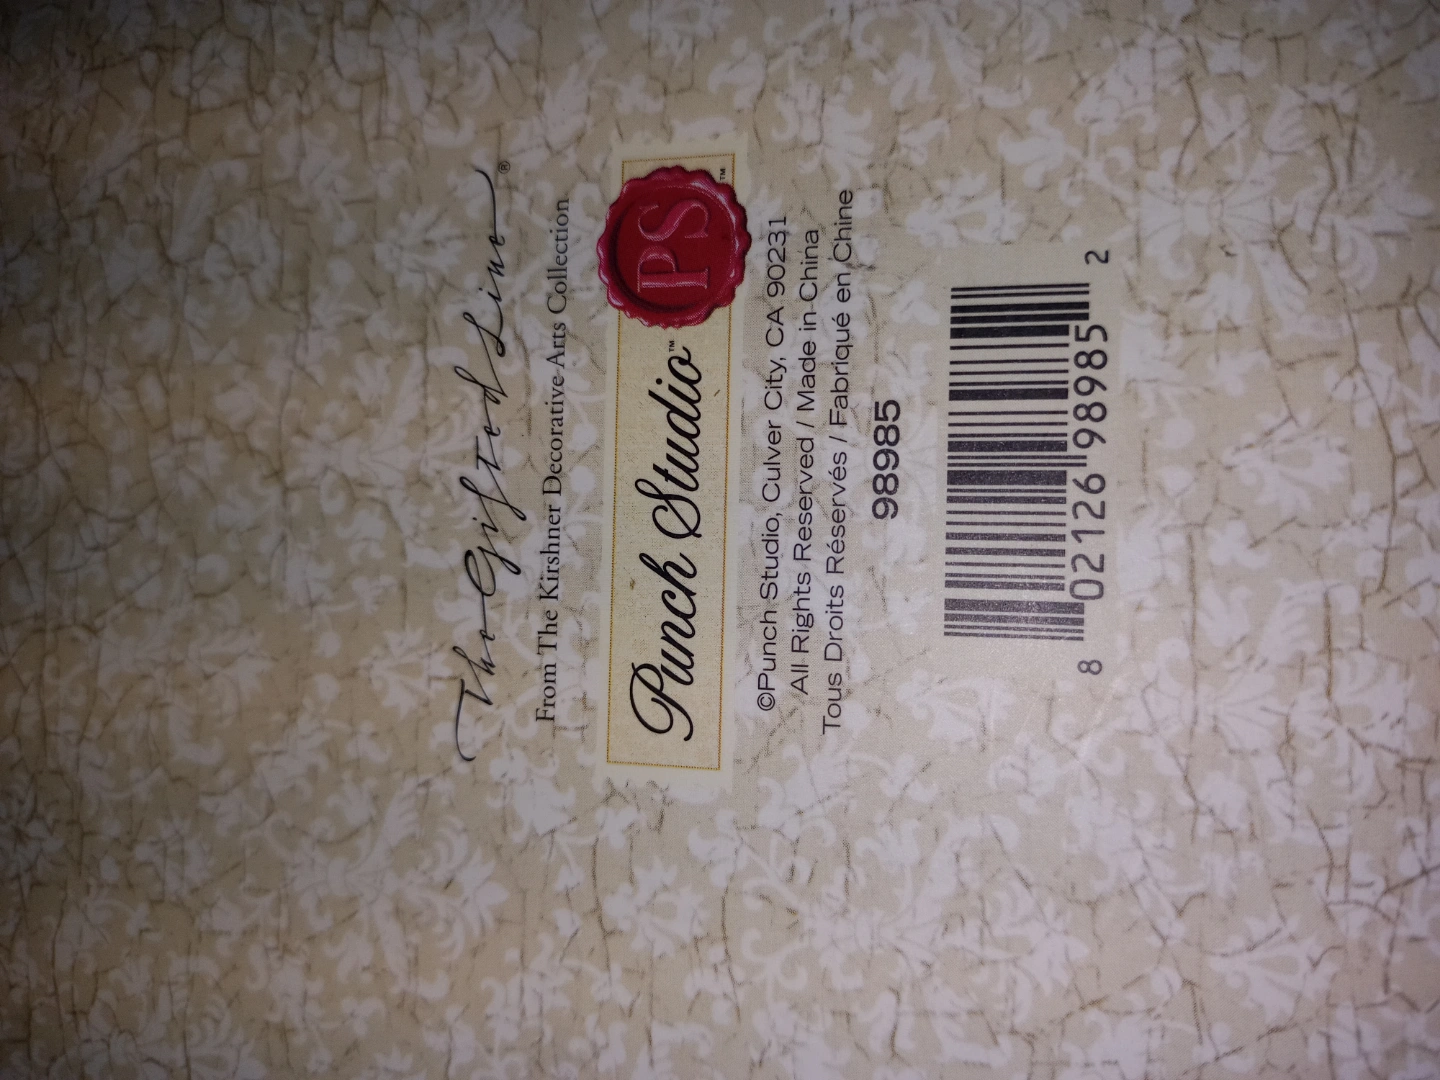 The Gifted Line®
From The Kirshner Decorative Arts Collection
PS™
Punch Studio™
©Punch Studio, Culver City, CA 90231
All Rights Reserved / Made in China
Tous Droits Réservés / Fabriqué en Chine
98985
8 02126 98985 2